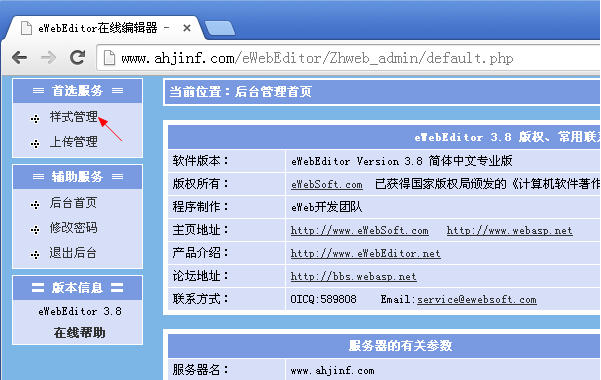 eWebEditor在线编辑器 -
www.ahjinf.com/eWebEditor/Zhweb_admin/default.php
首选服务
样式管理
上传管理
辅助服务
后台首页
修改密码
退出后台
版本信息
eWebEditor 3.8
在线帮助
当前位置：后台管理首页
eWebEditor 3.8 版权、常用联系
软件版本： eWebEditor Version 3.8 简体中文专业版
版权所有： eWebSoft.com 已获得国家版权局颁发的《计算机软件著作
程序制作： eWeb开发团队
主页地址： http://www.eWebSoft.com http://www.webasp.net
产品介绍： http://www.eWebEditor.net
论坛地址： http://bbs.webasp.net
联系方式： OICQ:589808 Email:service@ewebsoft.com
服务器的有关参数
服务器名： www.ahjinf.com